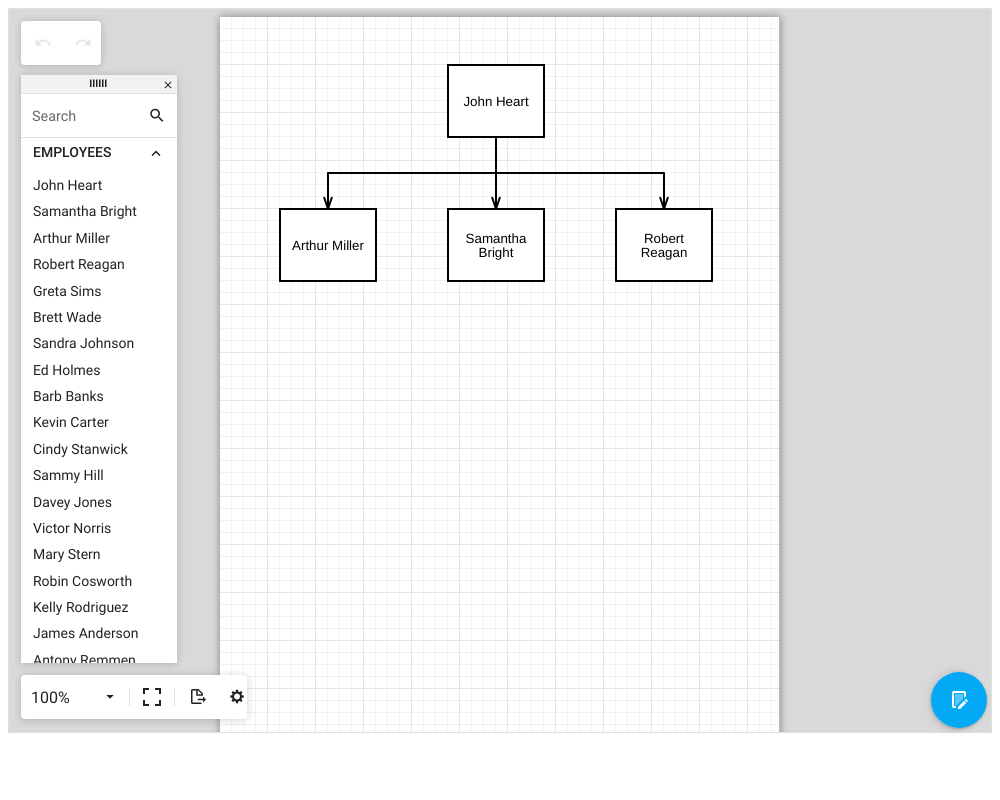 Search
EMPLOYEES
John Heart
Samantha Bright
Arthur Miller
Robert Reagan
Greta Sims
Brett Wade
Sandra Johnson
Ed Holmes
Barb Banks
Kevin Carter
Cindy Stanwick
Sammy Hill
Davey Jones
Victor Norris
Mary Stern
Robin Cosworth
Kelly Rodriguez
James Anderson
Antony Remmen
100%
John Heart
Arthur Miller
Samantha
Bright
Robert
Reagan